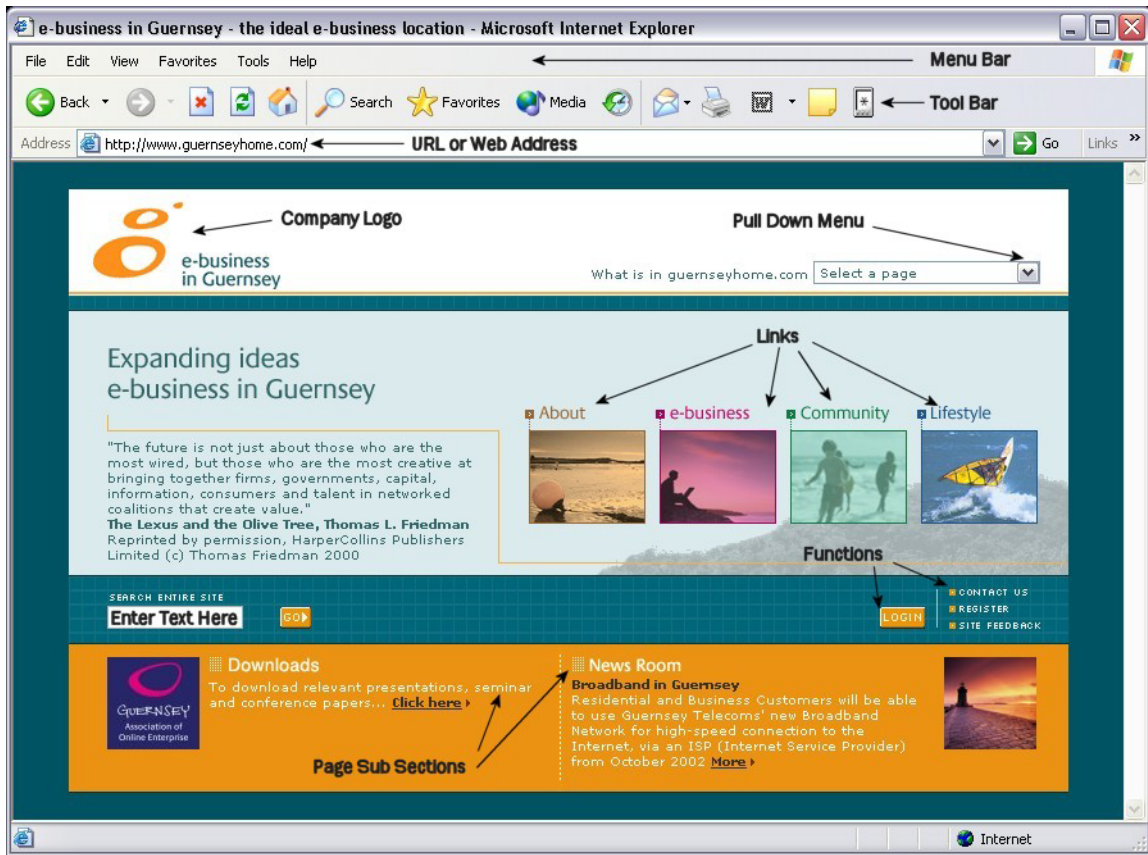 e-business in Guernsey - the ideal e-business location - Microsoft Internet Explorer
File Edit View Favorites Tools Help
Menu Bar
Back Search Favorites Media
Tool Bar
Address http://www.guernseyhome.com/
URL or Web Address
Go Links »
Company Logo
Pull Down Menu
e-business
in Guernsey
What is in guernseyhome.com Select a page
Links
Expanding ideas
e-business in Guernsey
About e-business Community Lifestyle
"The future is not just about those who are the
most wired, but those who are the most creative at
bringing together firms, governments, capital,
information, consumers and talent in networked
coalitions that create value."
The Lexus and the Olive Tree, Thomas L. Friedman
Reprinted by permission, HarperCollins Publishers
Limited (c) Thomas Friedman 2000
Functions
SEARCH ENTIRE SITE
Enter Text Here GO
LOGIN
CONTACT US
REGISTER
SITE FEEDBACK
GUERNSEY
Association of
Online Enterprise
Downloads
To download relevant presentations, seminar
and conference papers... Click here
News Room
Broadband in Guernsey
Residential and Business Customers will be able
to use Guernsey Telecoms' new Broadband
Network for high-speed connection to the
Internet, via an ISP (Internet Service Provider)
from October 2002 More
Page Sub Sections
Internet